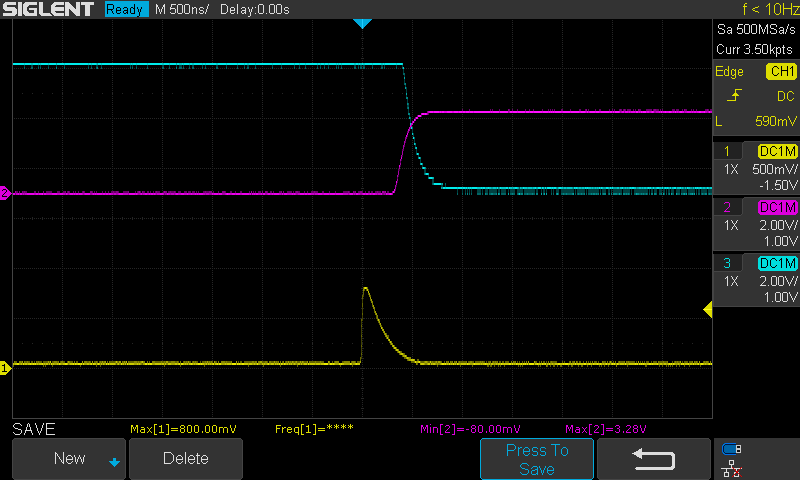 SIGLENT Ready M 500ns/ Delay:0.00s f < 10Hz
Sa 500MSa/s
Curr 3.50kpts
Edge CH1
DC
L 590mV
1 DC1M
1X 500mV/
-1.50V
2 DC1M
1X 2.00V/
1.00V
3 DC1M
1X 2.00V/
1.00V
2
1
SAVE Max[1]=800.00mV Freq[1]=**** Min[2]=-80.00mV Max[2]=3.28V
New Delete Press To
Save